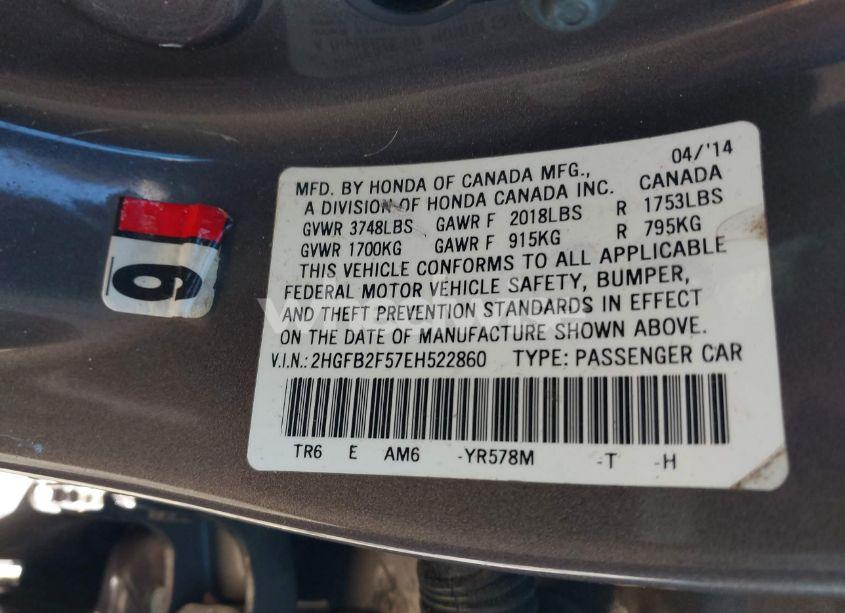 04/'14
MFD. BY HONDA OF CANADA MFG., CANADA
A DIVISION OF HONDA CANADA INC.
GVWR 3748LBS GAWR F 2018LBS R 1753LBS
GVWR 1700KG GAWR F 915KG R 795KG
THIS VEHICLE CONFORMS TO ALL APPLICABLE
FEDERAL MOTOR VEHICLE SAFETY, BUMPER,
AND THEFT PREVENTION STANDARDS IN EFFECT
ON THE DATE OF MANUFACTURE SHOWN ABOVE.
V.I.N.: 2HGFB2F57EH522860 TYPE: PASSENGER CAR
TR6 E AM6 -YR578M -T -H